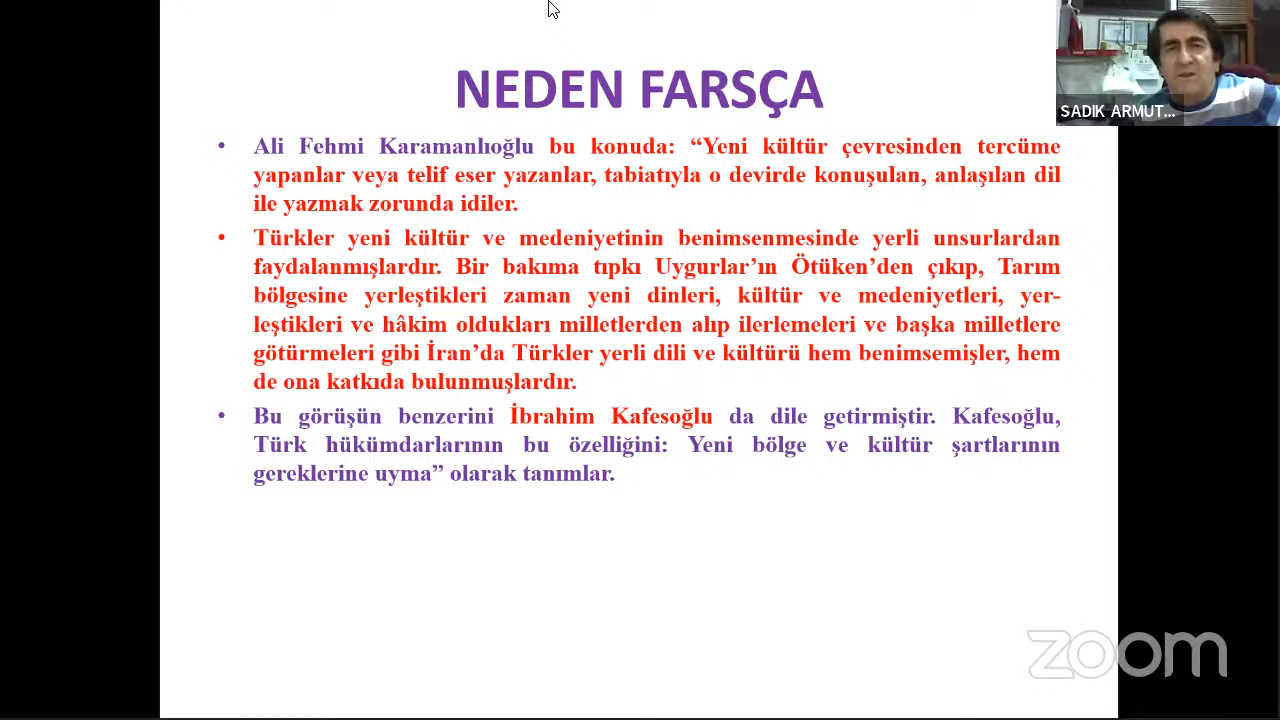 NEDEN FARSÇA
SADIK ARMUT...
• Ali Fehmi Karamanlıoğlu bu konuda: “Yeni kültür çevresinden tercüme
yapanlar veya telif eser yazanlar, tabiatıyla o devirde konuşulan, anlaşılan dil
ile yazmak zorunda idiler.
• Türkler yeni kültür ve medeniyetinin benimsenmesinde yerli unsurlardan
faydalanmışlardır. Bir bakıma tıpkı Uygurlar’ın Ötüken’den çıkıp, Tarım
bölgesine yerleştikleri zaman yeni dinleri, kültür ve medeniyetleri, yer-
leştikleri ve hâkim oldukları milletlerden alıp ilerlemeleri ve başka milletlere
götürmeleri gibi İran’da Türkler yerli dili ve kültürü hem benimsemişler, hem
de ona katkıda bulunmuşlardır.
• Bu görüşün benzerini İbrahim Kafesoğlu da dile getirmiştir. Kafesoğlu,
Türk hükümdarlarının bu özelliğini: Yeni bölge ve kültür şartlarının
gereklerine uyma” olarak tanımlar.
zoom